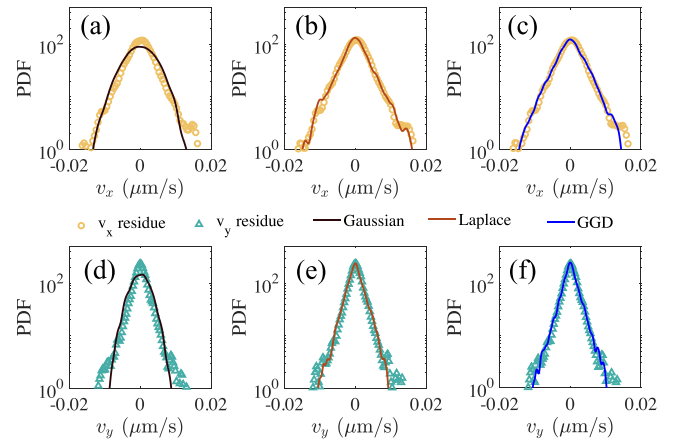 (a) (b) (c)
PDF PDF PDF
10² 10² 10²
10⁰ 10⁰ 10⁰
-0.02 0 0.02 -0.02 0 0.02 -0.02 0 0.02
vₓ (μm/s) vₓ (μm/s) vₓ (μm/s)
vₓ residue v_y residue Gaussian Laplace GGD
(d) (e) (f)
PDF PDF PDF
10² 10² 10²
10⁰ 10⁰ 10⁰
-0.02 0 0.02 -0.02 0 0.02 -0.02 0 0.02
v_y (μm/s) v_y (μm/s) v_y (μm/s)